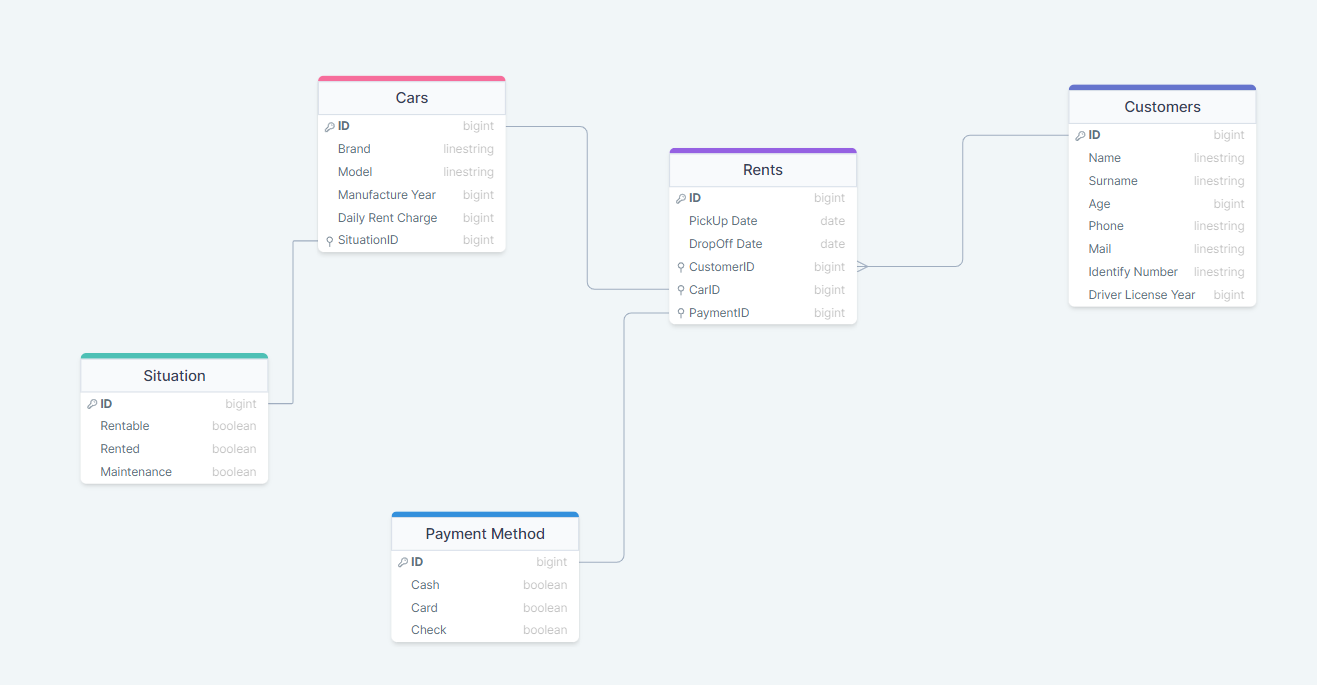 Cars
ID bigint
Brand linestring
Model linestring
Manufacture Year bigint
Daily Rent Charge bigint
SituationID bigint
Customers
ID bigint
Name linestring
Surname linestring
Age bigint
Phone linestring
Mail linestring
Identify Number linestring
Driver License Year bigint
Rents
ID bigint
PickUp Date date
DropOff Date date
CustomerID bigint
CarID bigint
PaymentID bigint
Situation
ID bigint
Rentable boolean
Rented boolean
Maintenance boolean
Payment Method
ID bigint
Cash boolean
Card boolean
Check boolean